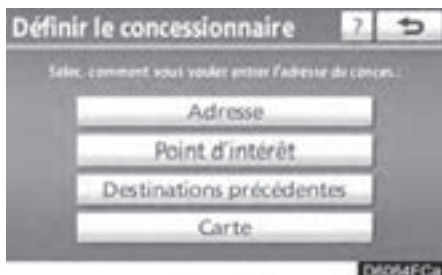 Définir le concessionnaire ?
Sélec. comment vous voulez entrer l'adresse du conces. :
Adresse
Point d'intérêt
Destinations précédentes
Carte